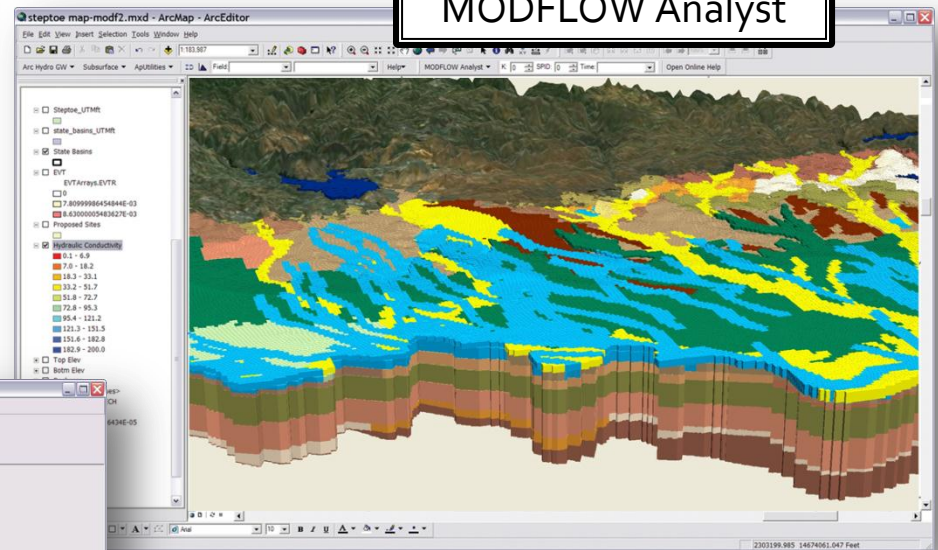 MODFLOW Analyst
steptoe map-modf2.mxd - ArcMap - ArcEditor
File Edit View Insert Selection Tools Window Help
1:183,987
Arc Hydro GW Subsurface ApUtilities ID Field: Help MODFLOW Analyst K 0 SPID: 0 Time: Open Online Help
Steptoe_UTMft
state_basins_UTMft
State Basins
EVT
EVTArrays.EVTR
0
7.80999986454844E-03
8.63000005483627E-03
Proposed Sites
Hydraulic Conductivity
0.1 - 6.9
7.0 - 18.2
18.3 - 33.1
33.2 - 51.7
51.8 - 72.7
72.8 - 95.3
95.4 - 121.2
121.3 - 151.5
151.6 - 182.8
182.9 - 200.0
Top Elev
Botm Elev
6434E-05
A Arial 10 B I U A
2303199.985 14674061.047 Feet